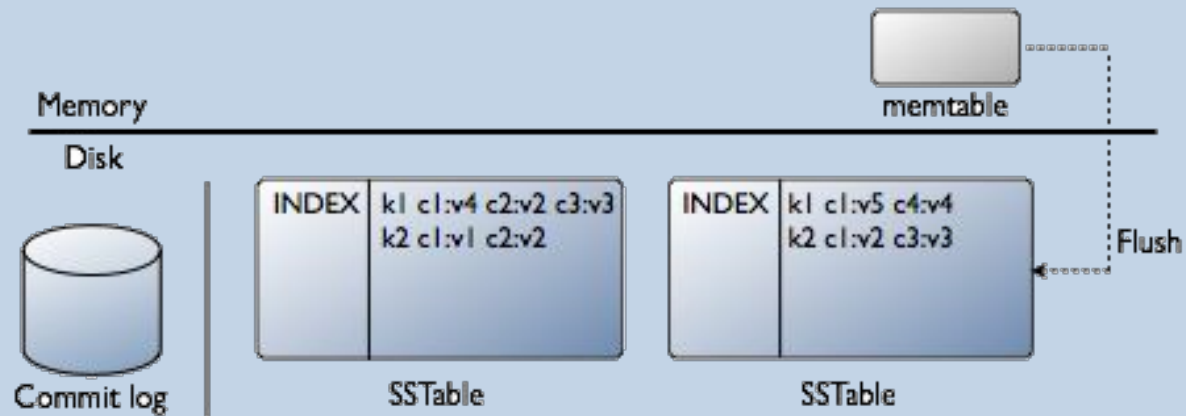 memtable
Memory
Disk
INDEX
k1 c1:v4 c2:v2 c3:v3
k2 c1:v1 c2:v2
INDEX
k1 c1:v5 c4:v4
k2 c1:v2 c3:v3
Flush
Commit log
SSTable
SSTable